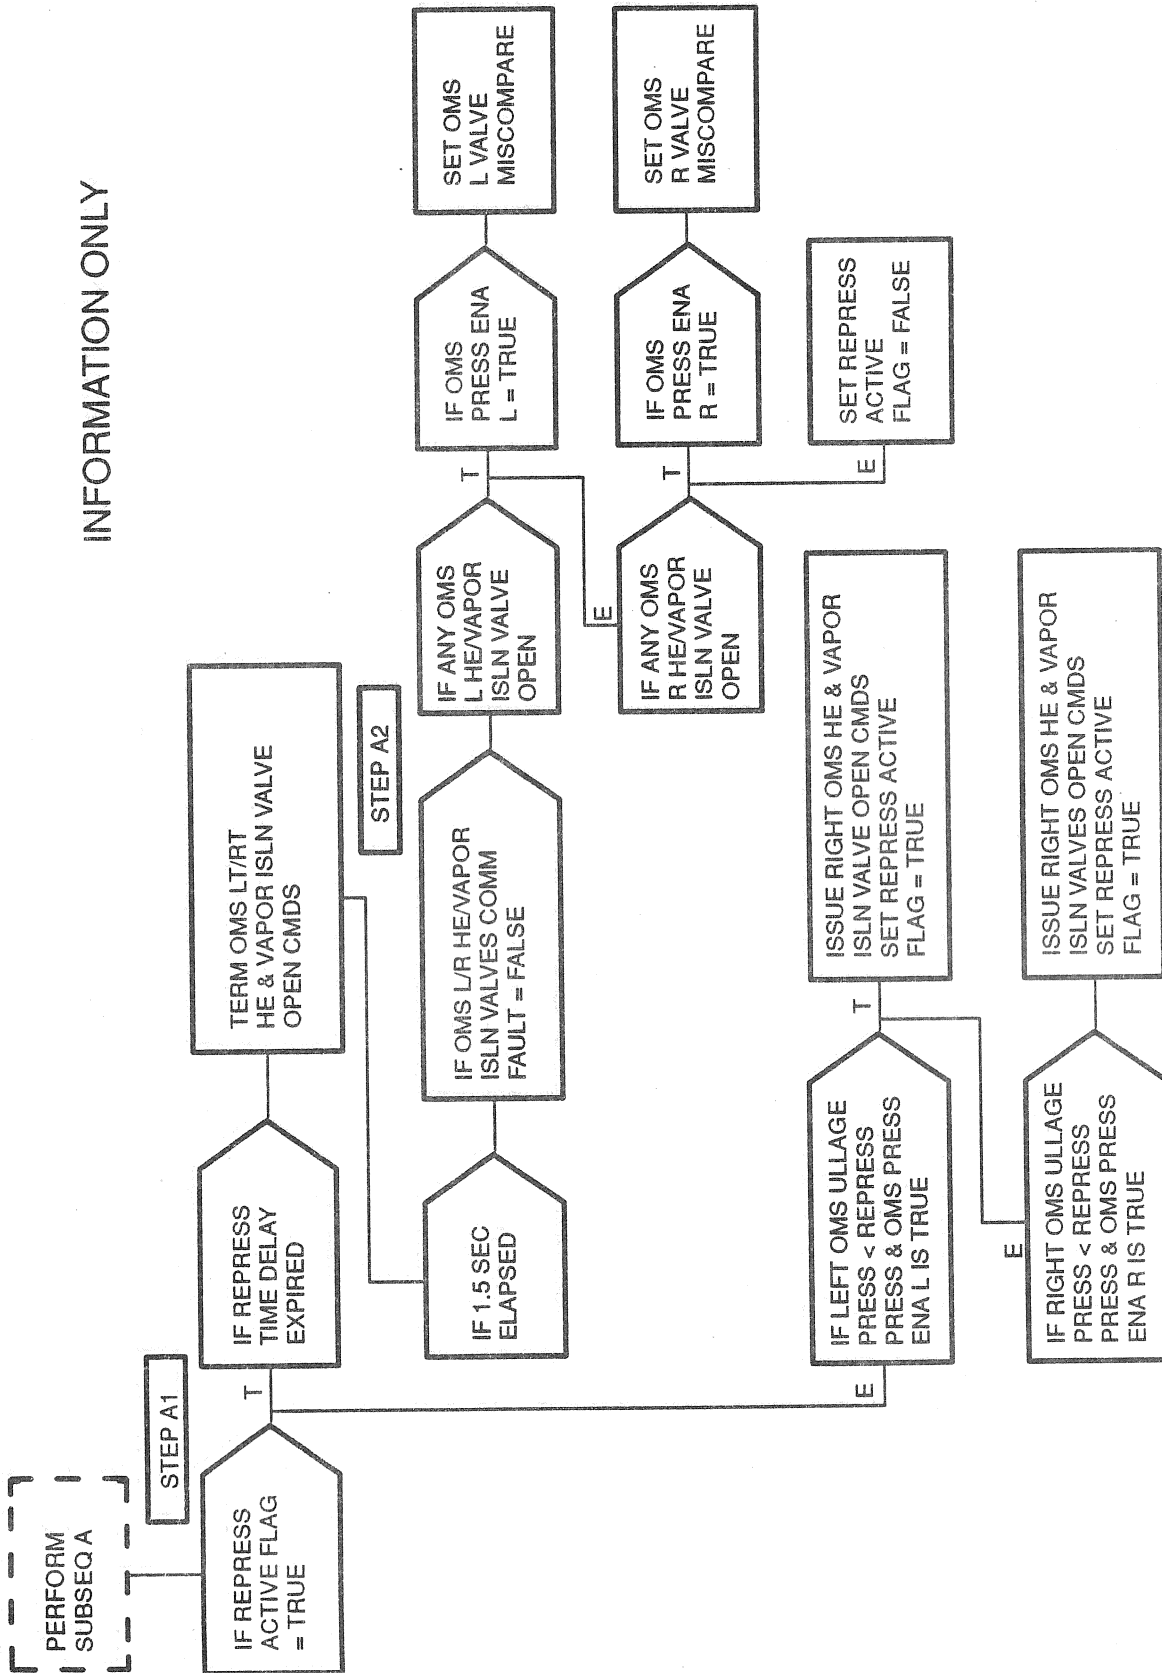 INFORMATION ONLY
PERFORM
SUBSEQ A
STEP A1
IF REPRESS
ACTIVE FLAG
= TRUE
T
IF REPRESS
TIME DELAY
EXPIRED
TERM OMS LT/RT
HE & VAPOR ISLN VALVE
OPEN CMDS
STEP A2
IF 1.5 SEC
ELAPSED
IF OMS L/R HE/VAPOR
ISLN VALVES COMM
FAULT = FALSE
IF ANY OMS
L HE/VAPOR
ISLN VALVE
OPEN
T
IF OMS
PRESS ENA
L = TRUE
SET OMS
L VALVE
MISCOMPARE
E
IF ANY OMS
R HE/VAPOR
ISLN VALVE
OPEN
T
IF OMS
PRESS ENA
R = TRUE
SET OMS
R VALVE
MISCOMPARE
E
SET REPRESS
ACTIVE
FLAG = FALSE
E
IF LEFT OMS ULLAGE
PRESS < REPRESS
PRESS & OMS PRESS
ENA L IS TRUE
T
ISSUE RIGHT OMS HE & VAPOR
ISLN VALVE OPEN CMDS
SET REPRESS ACTIVE
FLAG = TRUE
E
IF RIGHT OMS ULLAGE
PRESS < REPRESS
PRESS & OMS PRESS
ENA R IS TRUE
ISSUE RIGHT OMS HE & VAPOR
ISLN VALVES OPEN CMDS
SET REPRESS ACTIVE
FLAG = TRUE